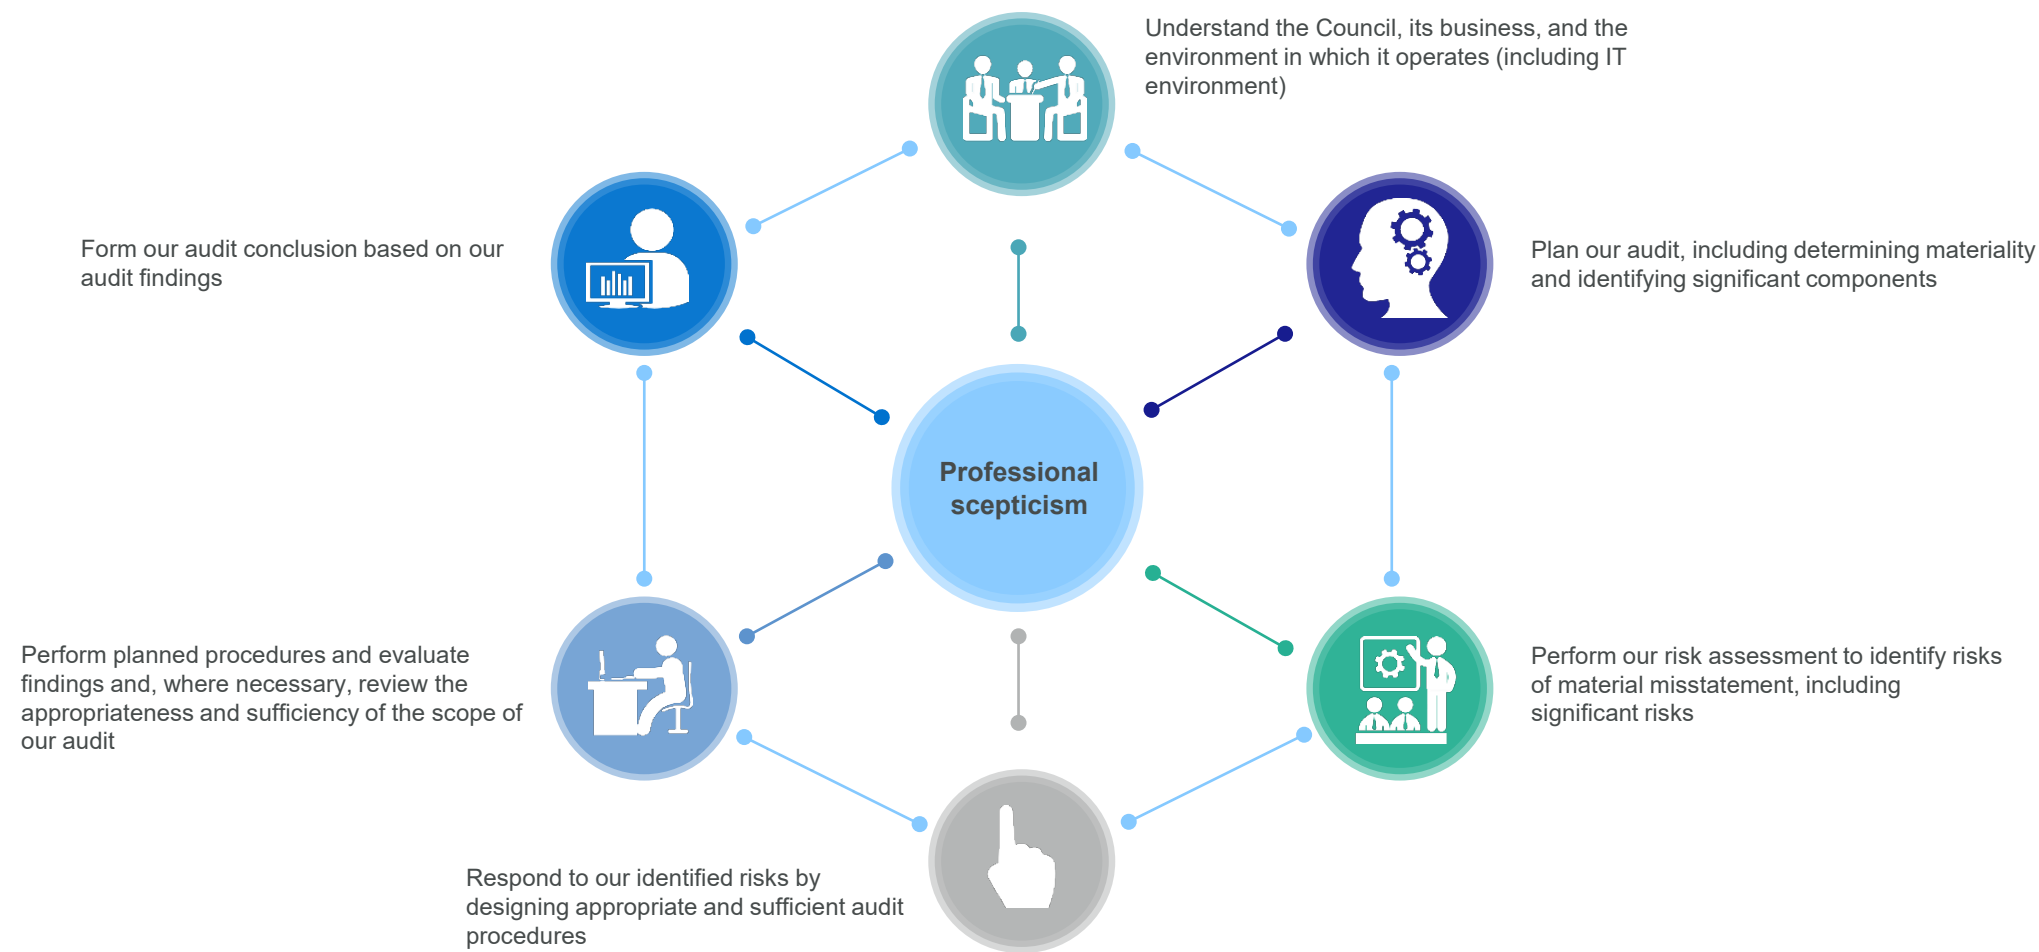 Understand the Council, its business, and the
environment in which it operates (including IT
environment)
Plan our audit, including determining materiality
and identifying significant components
Perform our risk assessment to identify risks
of material misstatement, including
significant risks
Respond to our identified risks by
designing appropriate and sufficient audit
procedures
Perform planned procedures and evaluate
findings and, where necessary, review the
appropriateness and sufficiency of the scope of
our audit
Form our audit conclusion based on our
audit findings
Professional
scepticism